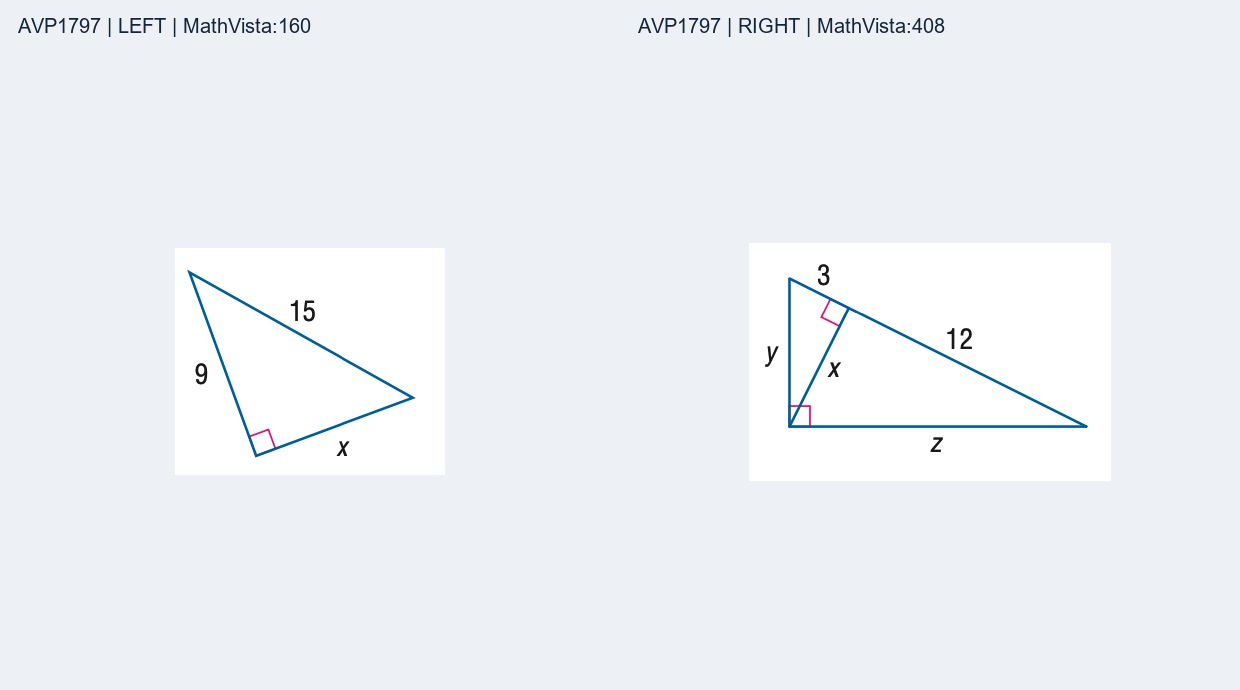 AVP1797 | LEFT | MathVista:160
15
9
x
AVP1797 | RIGHT | MathVista:408
3
12
y
x
z